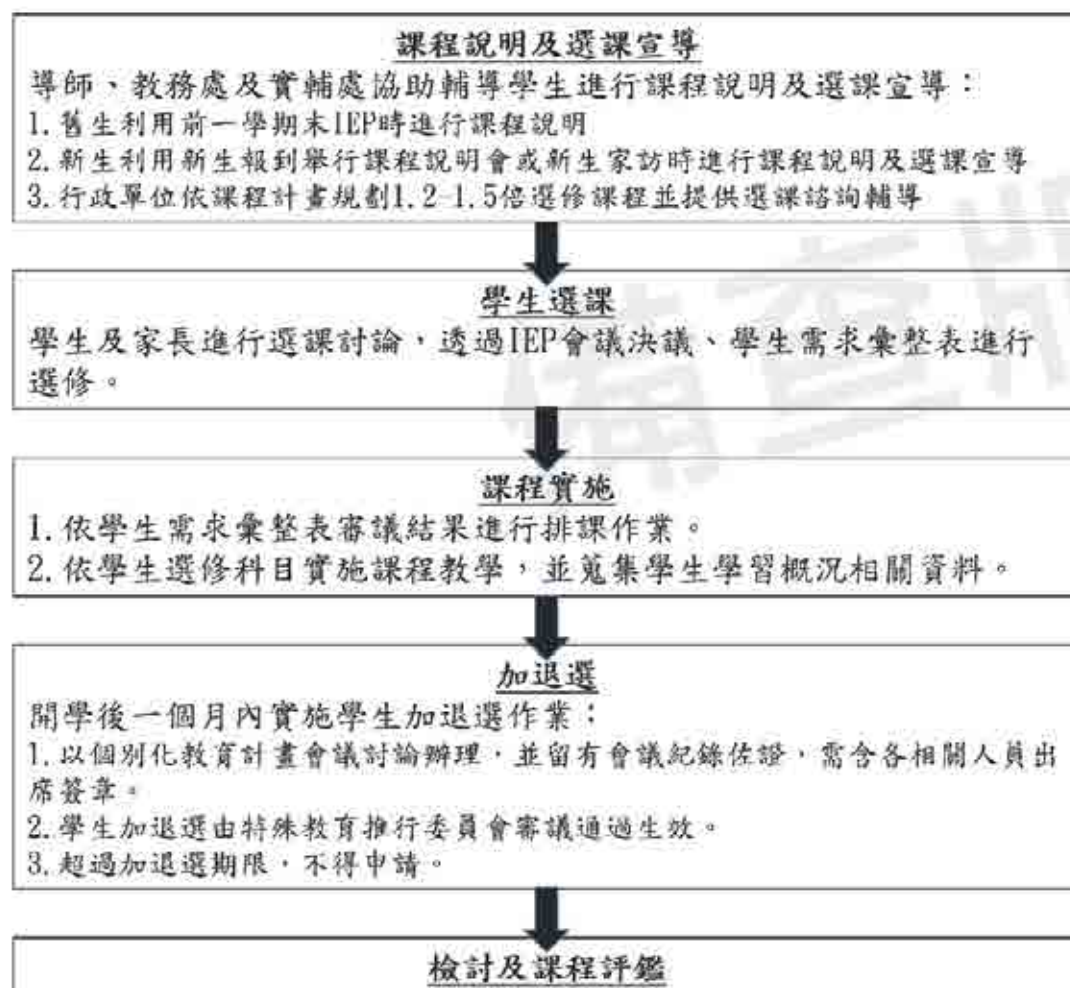 課程說明及選課宣導
導師、教務處及實輔處協助輔導學生進行課程說明及選課宣導：
1.舊生利用前一學期末IEP時進行課程說明
2.新生利用新生報到舉行課程說明會或新生家訪時進行課程說明及選課宣導
3.行政單位依課程計畫規劃1.2-1.5倍選修課程並提供選課諮詢輔導
學生選課
學生及家長進行選課討論，透過IEP會議決議、學生需求彙整表進行
選修。
課程實施
1.依學生需求彙整表審議結果進行排課作業。
2.依學生選修科目實施課程教學，並蒐集學生學習概況相關資料。
加退選
開學後一個月內實施學生加退選作業：
1.以個別化教育計畫會議討論辦理，並留有會議紀錄佐證，需含各相關人員出
席簽章。
2.學生加退選由特殊教育推行委員會審議通過生效。
3.超過加退選期限，不得申請。
檢討及課程評鑑
備查版